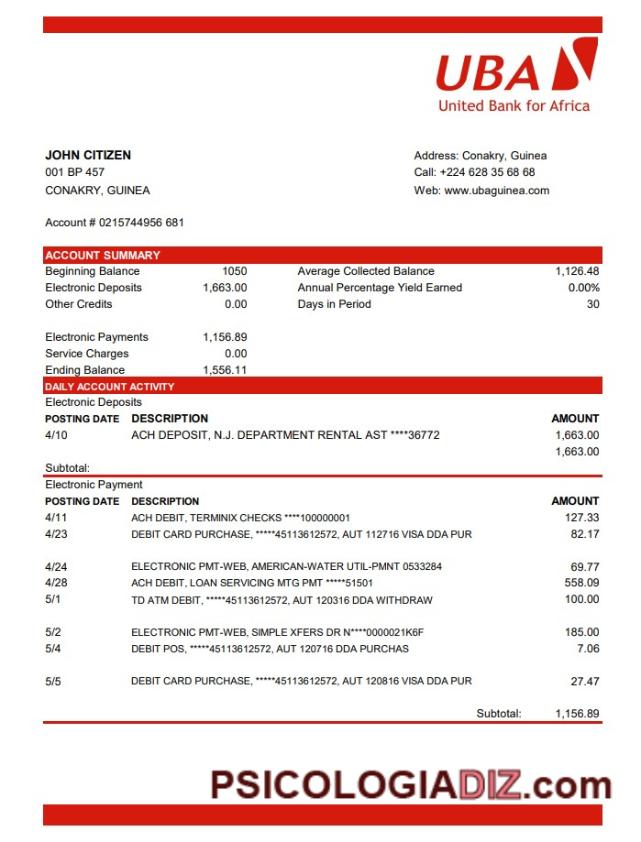 UBA
United Bank for Africa
JOHN CITIZEN
001 BP 457
CONAKRY, GUINEA
Address: Conakry, Guinea
Call: +224 628 35 68 68
Web: www.ubaguinea.com
Account # 0215744956 681
ACCOUNT SUMMARY
Beginning Balance 1050 Average Collected Balance 1,126.48
Electronic Deposits 1,663.00 Annual Percentage Yield Earned 0.00%
Other Credits 0.00 Days in Period 30
Electronic Payments 1,156.89
Service Charges 0.00
Ending Balance 1,556.11
DAILY ACCOUNT ACTIVITY
Electronic Deposits
POSTING DATE DESCRIPTION AMOUNT
4/10 ACH DEPOSIT, N.J. DEPARTMENT RENTAL AST ****36772 1,663.00
1,663.00
Subtotal:
Electronic Payment
POSTING DATE DESCRIPTION AMOUNT
4/11 ACH DEBIT, TERMINIX CHECKS ****100000001 127.33
4/23 DEBIT CARD PURCHASE, *****45113612572, AUT 112716 VISA DDA PUR 82.17
4/24 ELECTRONIC PMT-WEB, AMERICAN-WATER UTIL-PMNT 0533284 69.77
4/28 ACH DEBIT, LOAN SERVICING MTG PMT *****51501 558.09
5/1 TD ATM DEBIT, *****45113612572, AUT 120316 DDA WITHDRAW 100.00
5/2 ELECTRONIC PMT-WEB, SIMPLE XFERS DR N****0000021K6F 185.00
5/4 DEBIT POS, *****45113612572, AUT 120716 DDA PURCHAS 7.06
5/5 DEBIT CARD PURCHASE, *****45113612572, AUT 120816 VISA DDA PUR 27.47
Subtotal: 1,156.89
PSICOLOGIADIZ.com